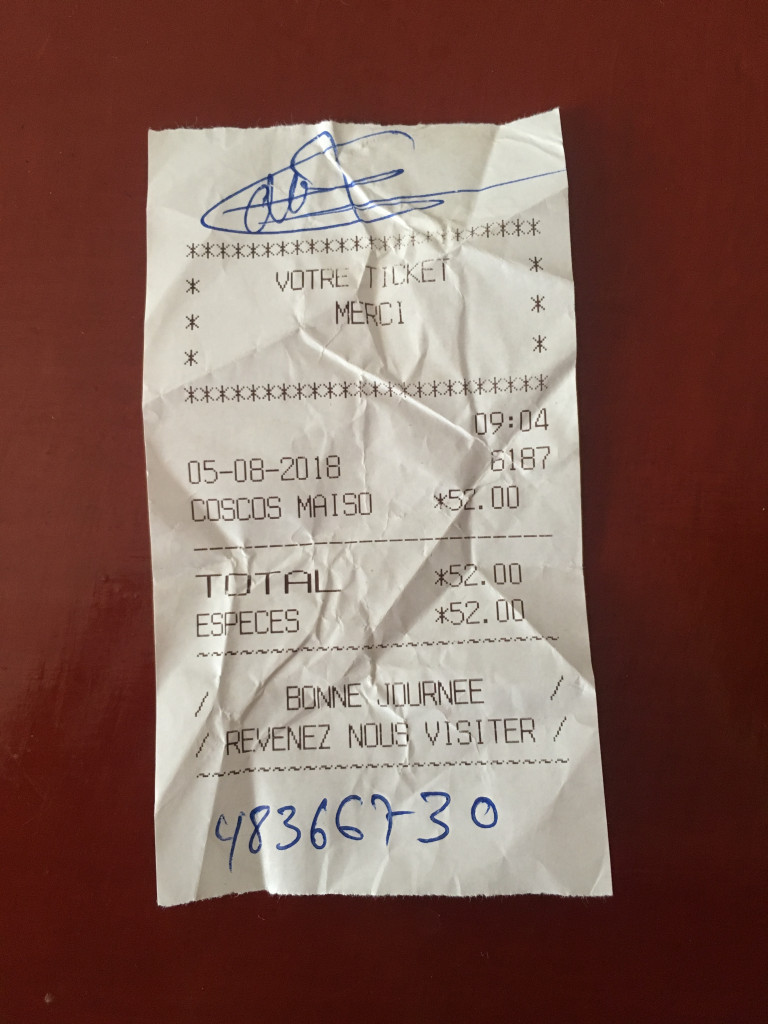 **********************
* VOTRE TICKET *
* MERCI *
* *
**********************
09:04
05-08-2018 6187
COSCOS MAISO *52.00
------------------------
TOTAL *52.00
ESPECES *52.00
~~~~~~~~~~~~~~~~~~~~~~~~
/ BONNE JOURNEE /
/ REVENEZ NOUS VISITER /
~~~~~~~~~~~~~~~~~~~~~~~~
48366730